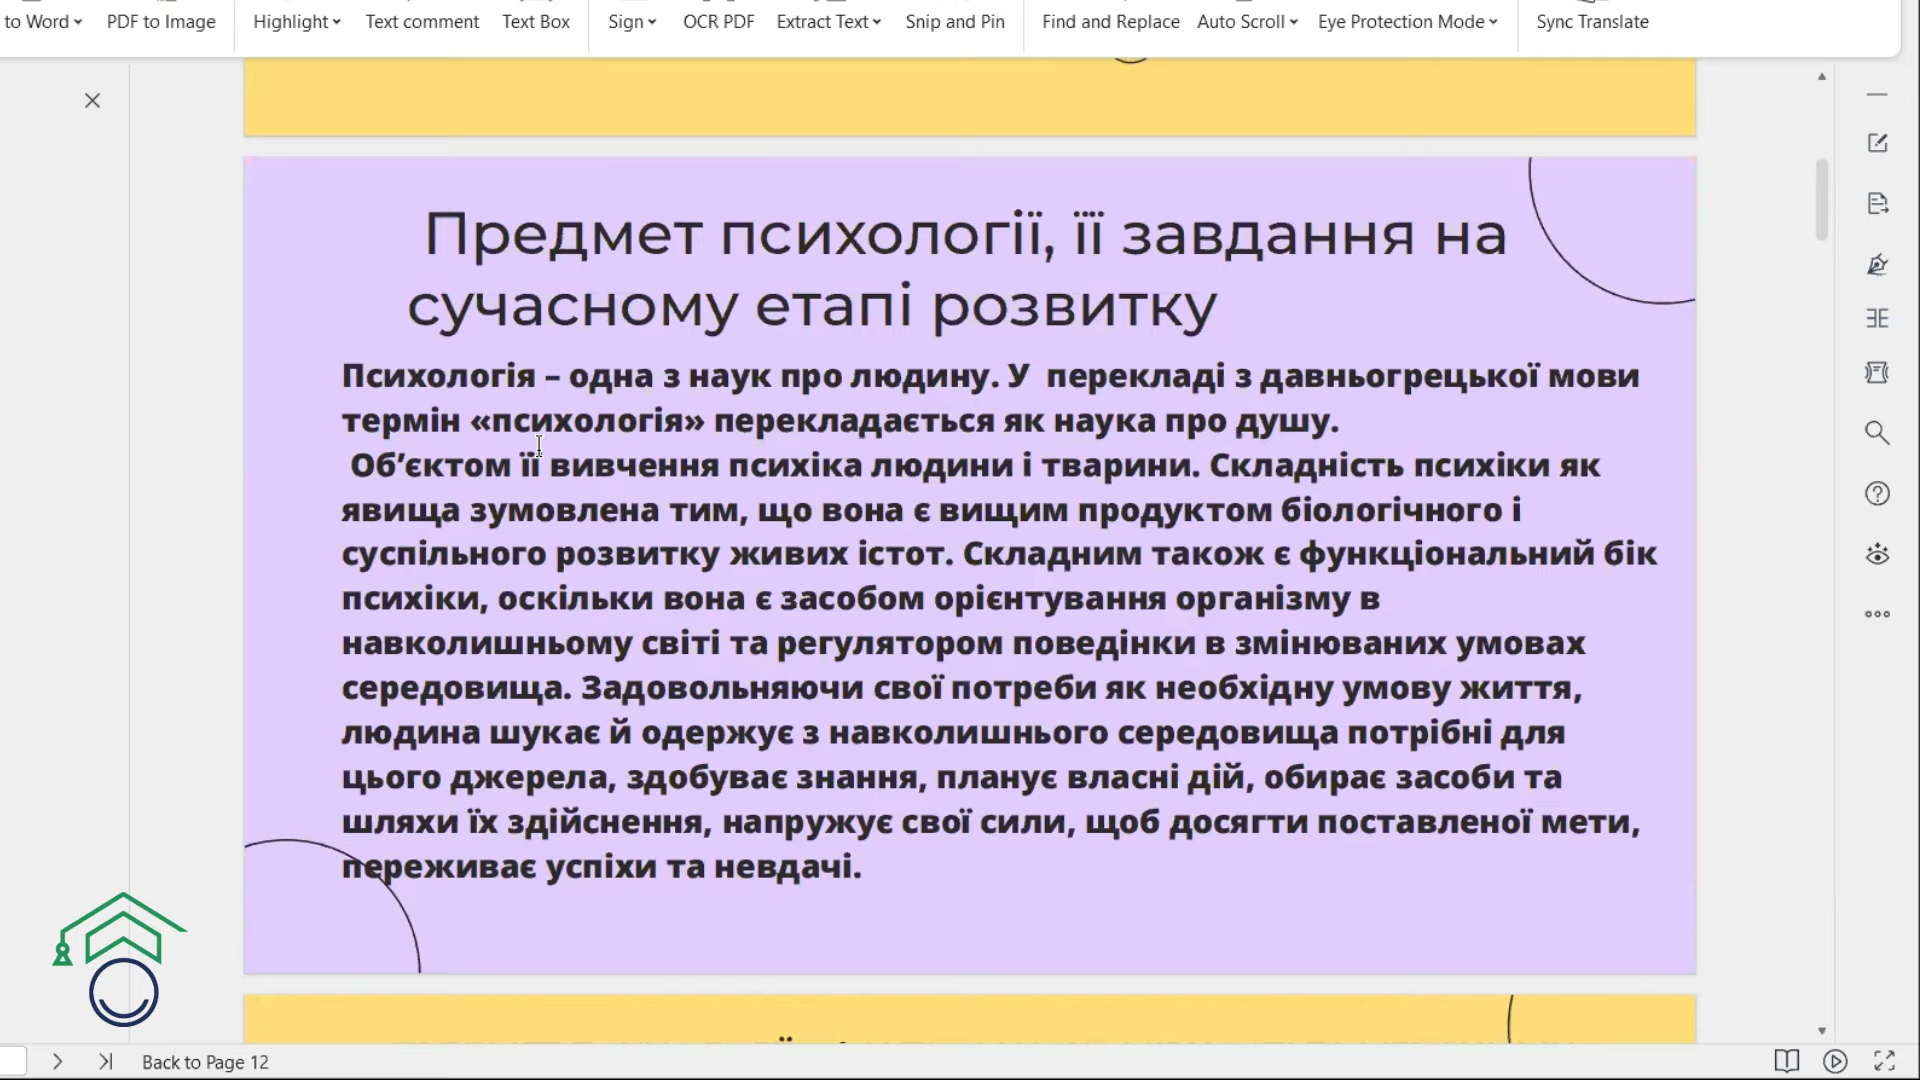 to Word PDF to Image Highlight Text comment Text Box Sign OCR PDF Extract Text Snip and Pin Find and Replace Auto Scroll Eye Protection Mode Sync Translate
Предмет психології, її завдання на
сучасному етапі розвитку
Психологія – одна з наук про людину. У перекладі з давньогрецької мови
термін «психологія» перекладається як наука про душу.
Об’єктом її вивчення психіка людини і тварини. Складність психіки як
явища зумовлена тим, що вона є вищим продуктом біологічного і
суспільного розвитку живих істот. Складним також є функціональний бік
психіки, оскільки вона є засобом орієнтування організму в
навколишньому світі та регулятором поведінки в змінюваних умовах
середовища. Задовольняючи свої потреби як необхідну умову життя,
людина шукає й одержує з навколишнього середовища потрібні для
цього джерела, здобуває знання, планує власні дій, обирає засоби та
шляхи їх здійснення, напружує свої сили, щоб досягти поставленої мети,
переживає успіхи та невдачі.
Back to Page 12